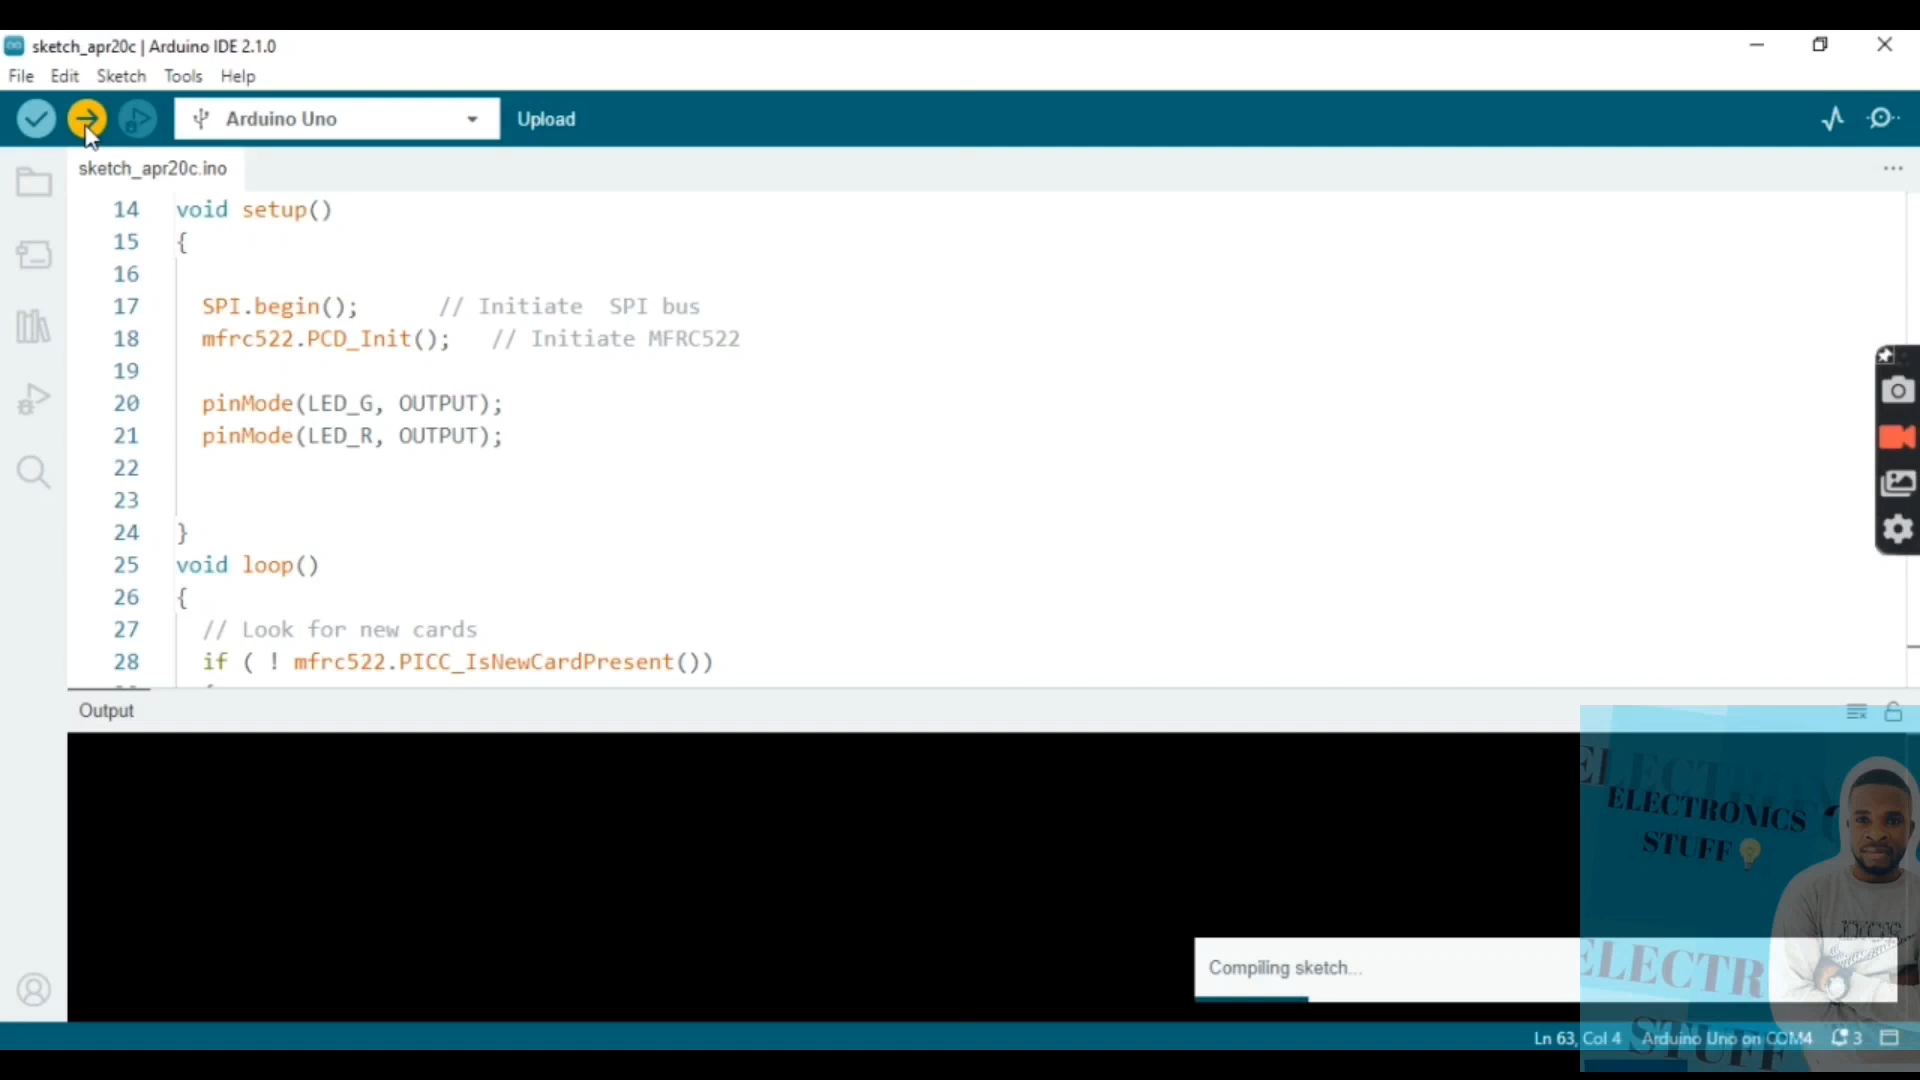 sketch_apr20c | Arduino IDE 2.1.0
File Edit Sketch Tools Help
Arduino Uno
Upload
sketch_apr20c.ino
14 void setup()
15 {
16
17 SPI.begin(); // Initiate  SPI bus
18 mfrc522.PCD_Init(); // Initiate MFRC522
19
20 pinMode(LED_G, OUTPUT);
21 pinMode(LED_R, OUTPUT);
22
23
24 }
25 void loop()
26 {
27 // Look for new cards
28 if ( ! mfrc522.PICC_IsNewCardPresent())
Output
ELECTRONICS
STUFF
Compiling sketch...
ELECTR
STUFF
Ln 63, Col 4 Arduino Uno on COM4 3